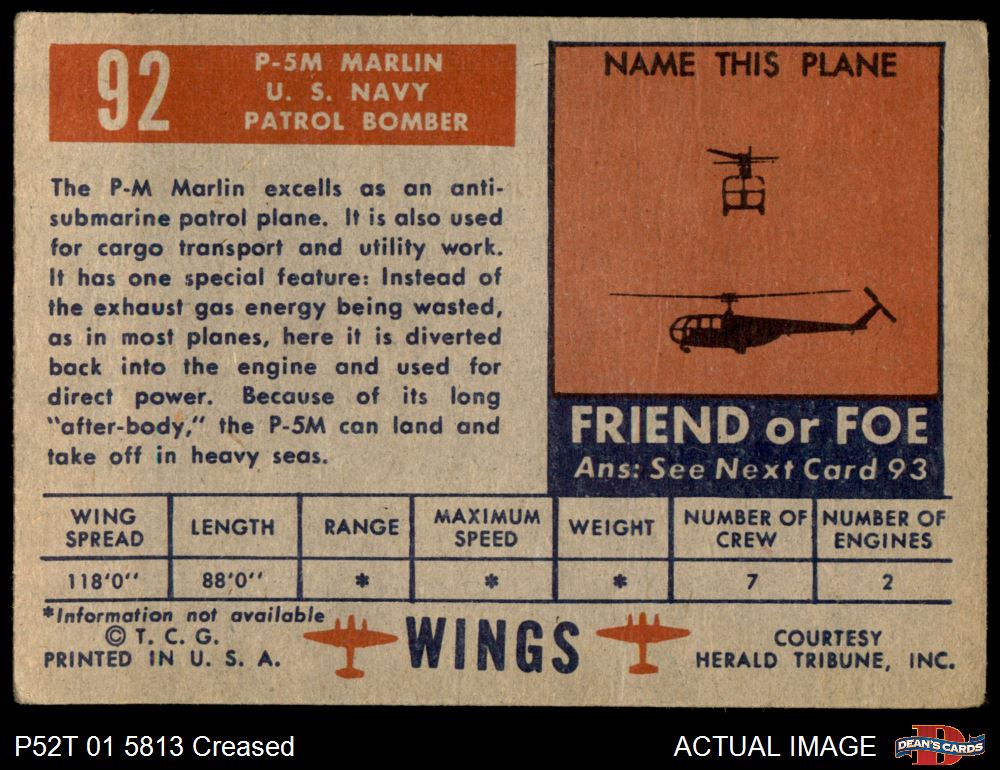 92
P-5M MARLIN
U. S. NAVY
PATROL BOMBER
The P-M Marlin excells as an anti-
submarine patrol plane. It is also used
for cargo transport and utility work.
It has one special feature: Instead of
the exhaust gas energy being wasted,
as in most planes, here it is diverted
back into the engine and used for
direct power. Because of its long
"after-body," the P-5M can land and
take off in heavy seas.
NAME THIS PLANE
FRIEND or FOE
Ans: See Next Card 93
WING SPREAD LENGTH RANGE MAXIMUM SPEED WEIGHT NUMBER OF CREW NUMBER OF ENGINES
118'0'' 88'0'' * * * 7 2
*Information not available
© T. C. G.
PRINTED IN U. S. A.
WINGS
COURTESY
HERALD TRIBUNE, INC.
P52T 01 5813 Creased
ACTUAL IMAGE
D
DEAN'S CARDS